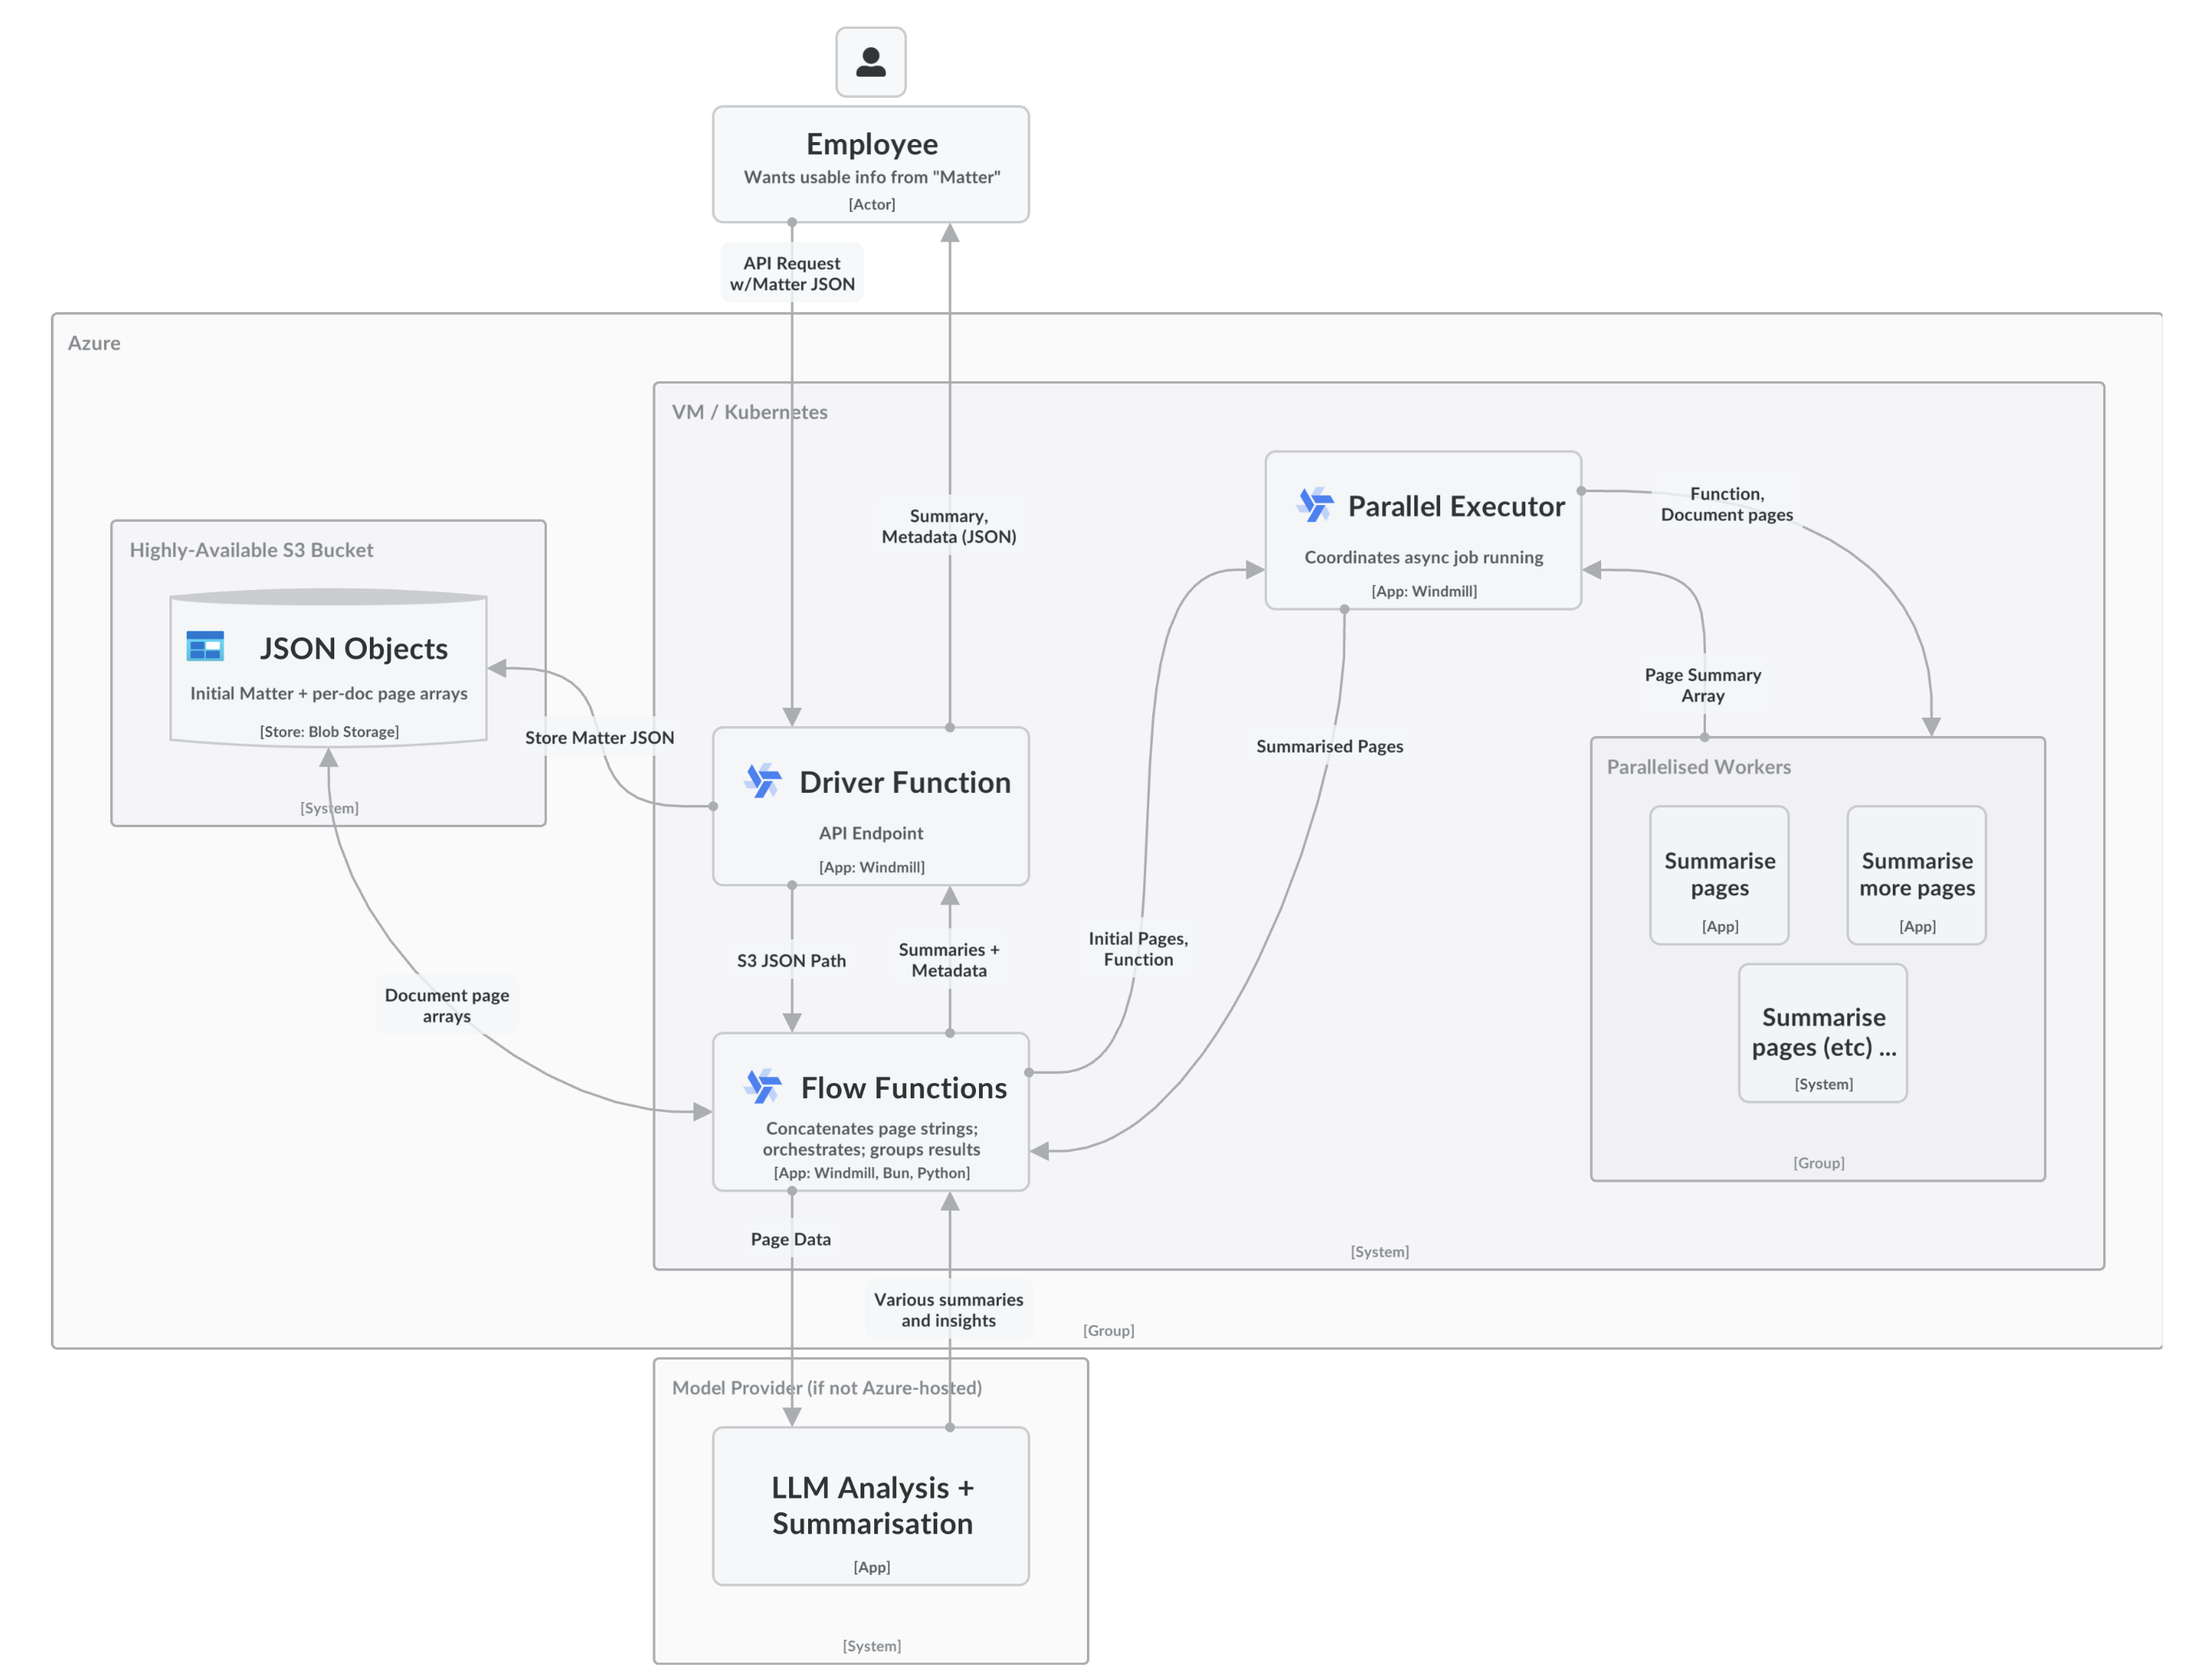 Employee
Wants usable info from "Matter"
[Actor]
API Request
w/Matter JSON
Azure
VM / Kubernetes
Summary,
Metadata (JSON)
Parallel Executor
Coordinates async job running
[App: Windmill]
Function,
Document pages
Highly-Available S3 Bucket
JSON Objects
Initial Matter + per-doc page arrays
[Store: Blob Storage]
[System]
Store Matter JSON
Page Summary
Array
Summarised Pages
Driver Function
API Endpoint
[App: Windmill]
Parallelised Workers
Summarise
pages
[App]
Summarise
more pages
[App]
Summarise
pages (etc) ...
[System]
[Group]
S3 JSON Path
Summaries +
Metadata
Initial Pages,
Function
Document page
arrays
Flow Functions
Concatenates page strings;
orchestrates; groups results
[App: Windmill, Bun, Python]
Page Data
[System]
Various summaries
and insights
[Group]
Model Provider (if not Azure-hosted)
LLM Analysis +
Summarisation
[App]
[System]